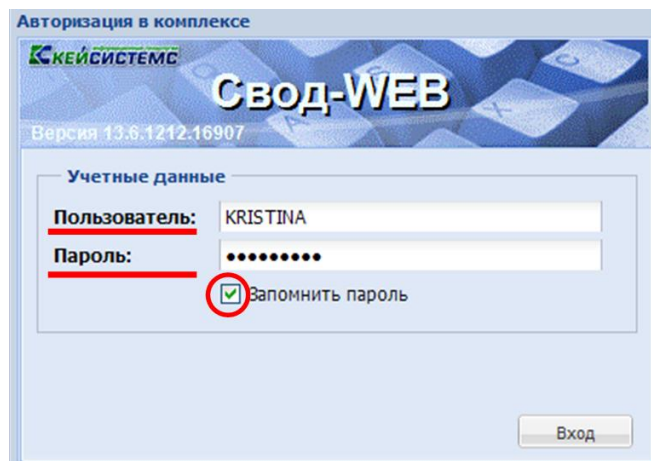 Авторизация в комплексе
КЕЙСИСТЕМС
Свод-WEB
Версия 13.6.1212.16907
Учетные данные
Пользователь: KRISTINA
Пароль: •••••••••
Запомнить пароль
Вход